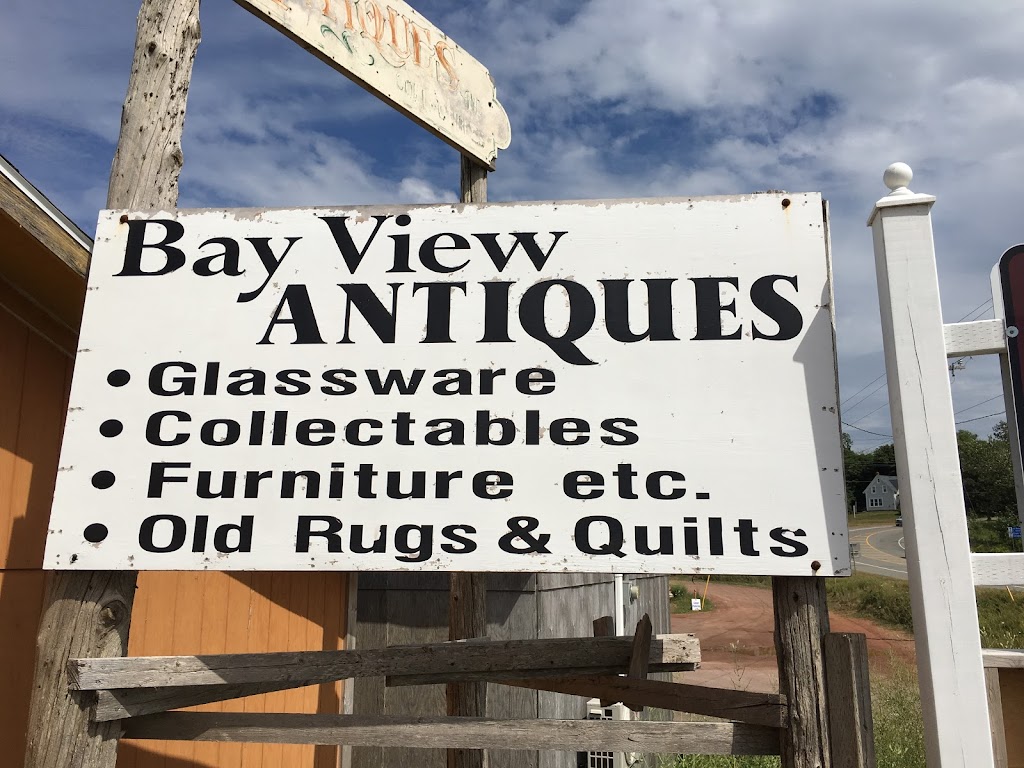 Bay View
ANTIQUES
• Glassware
• Collectables
• Furniture etc.
• Old Rugs & Quilts